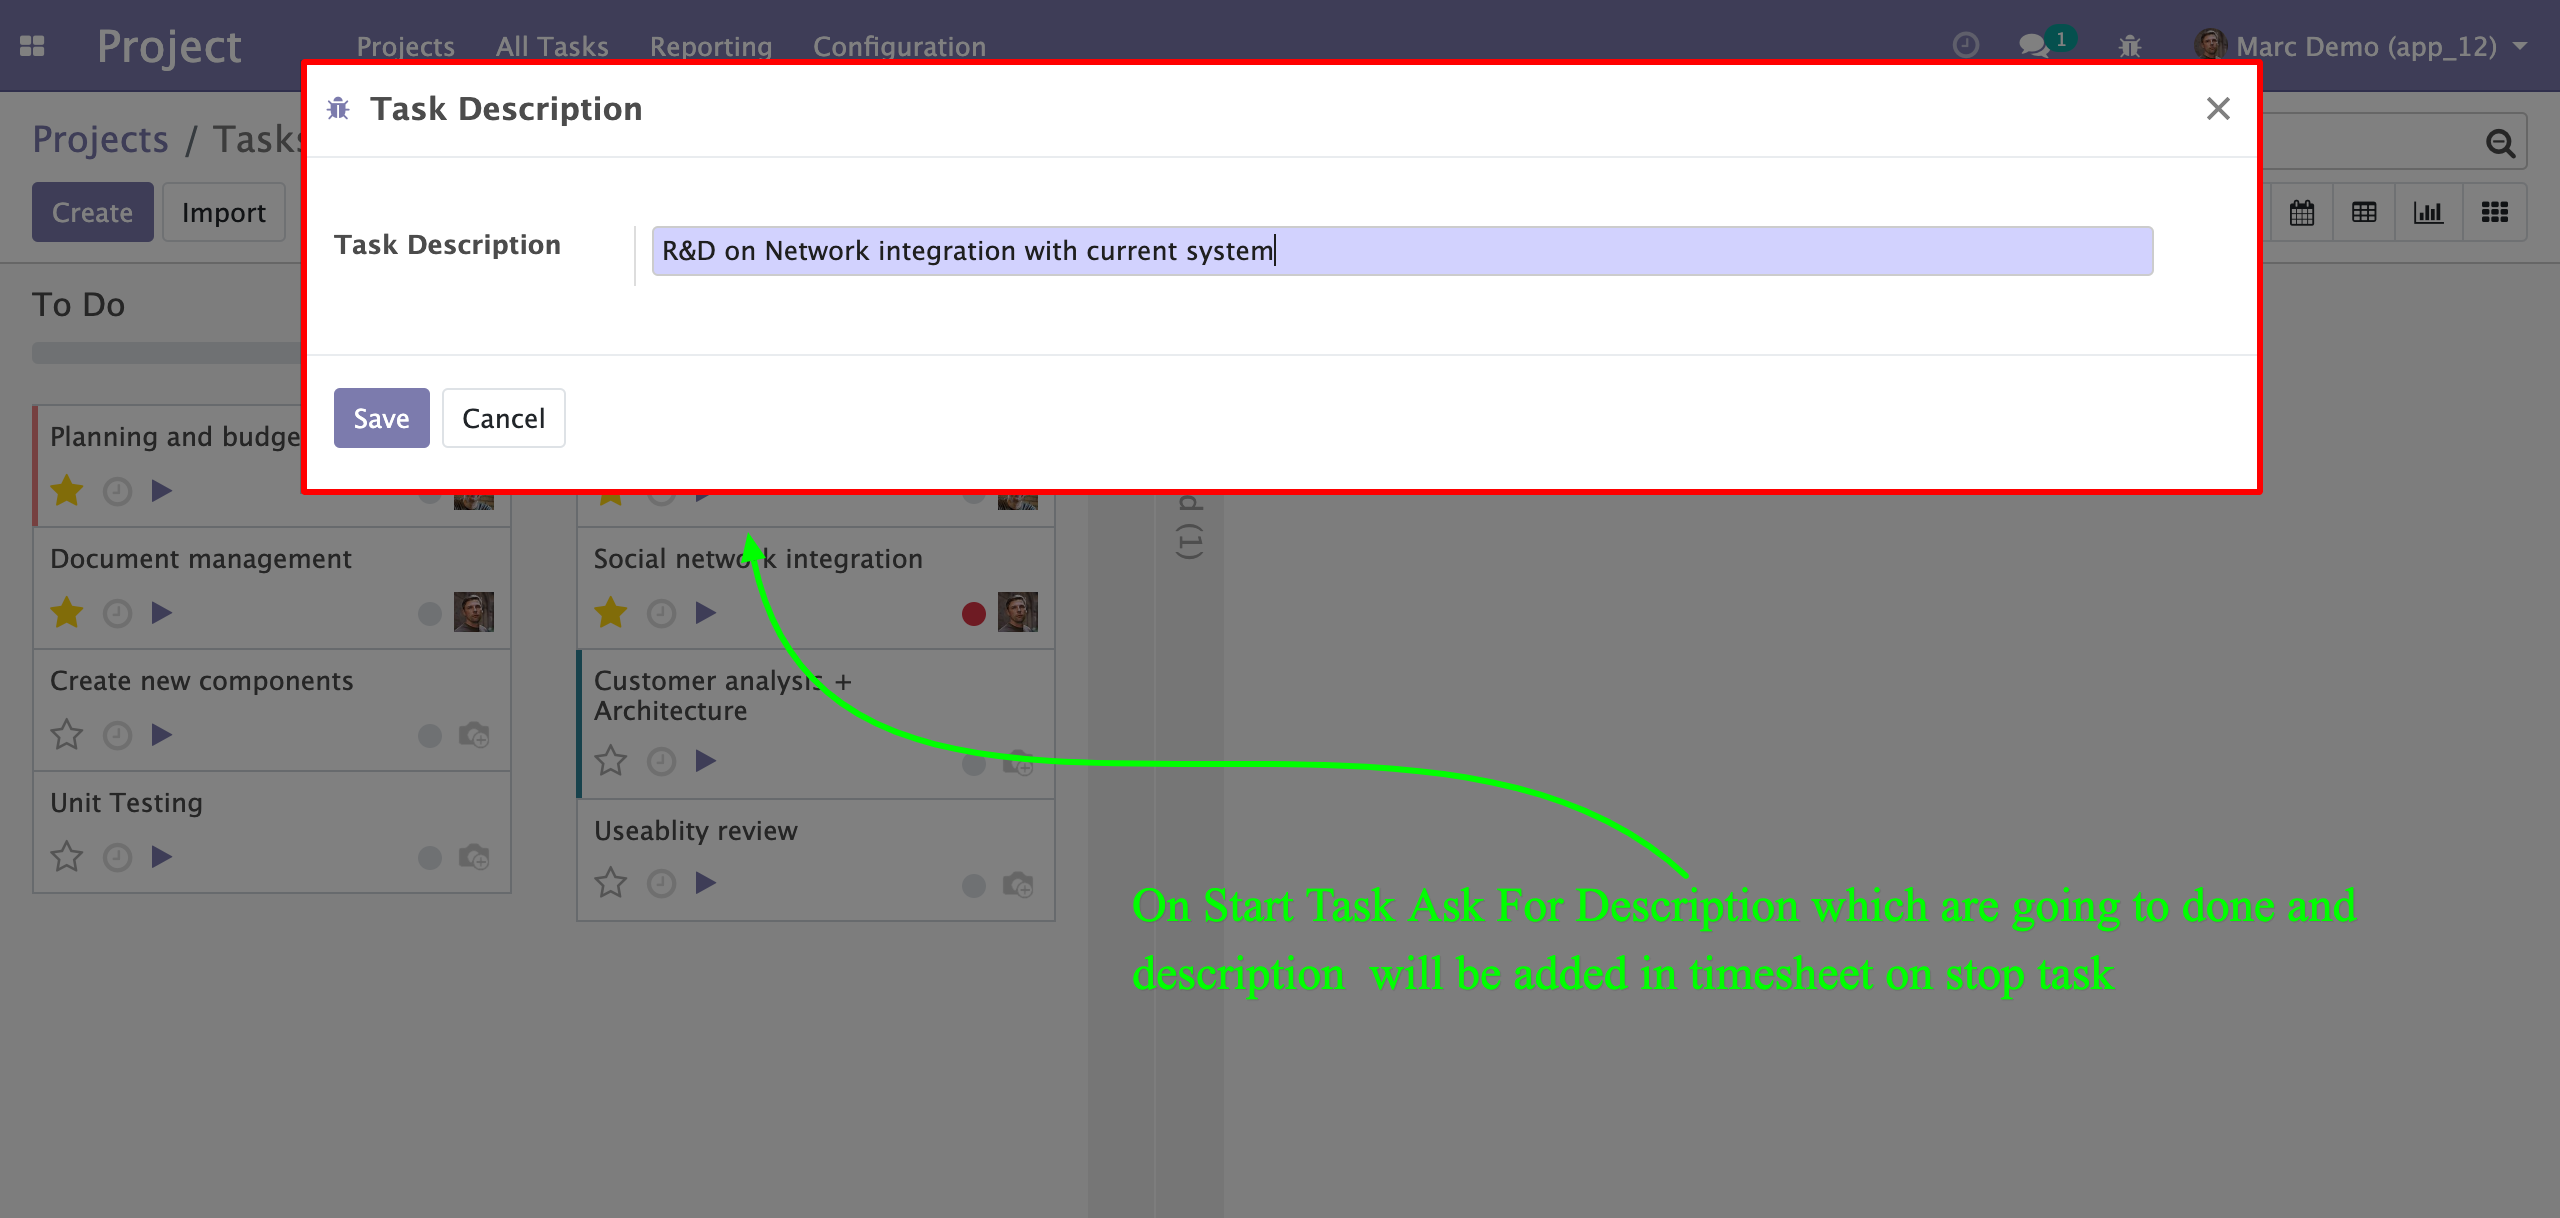 Project
Projects
All Tasks
Reporting
Configuration
1
Marc Demo (app_12)
Task Description
Projects / Tasks
Create
Import
Task Description
R&D on Network integration with current system
Save
Cancel
To Do
Planning and budge
Document management
Create new components
Unit Testing
Social network integration
Customer analysis +
Architecture
Useablity review
d (1)
On Start Task Ask For Description which are going to done and
description will be added in timesheet on stop task